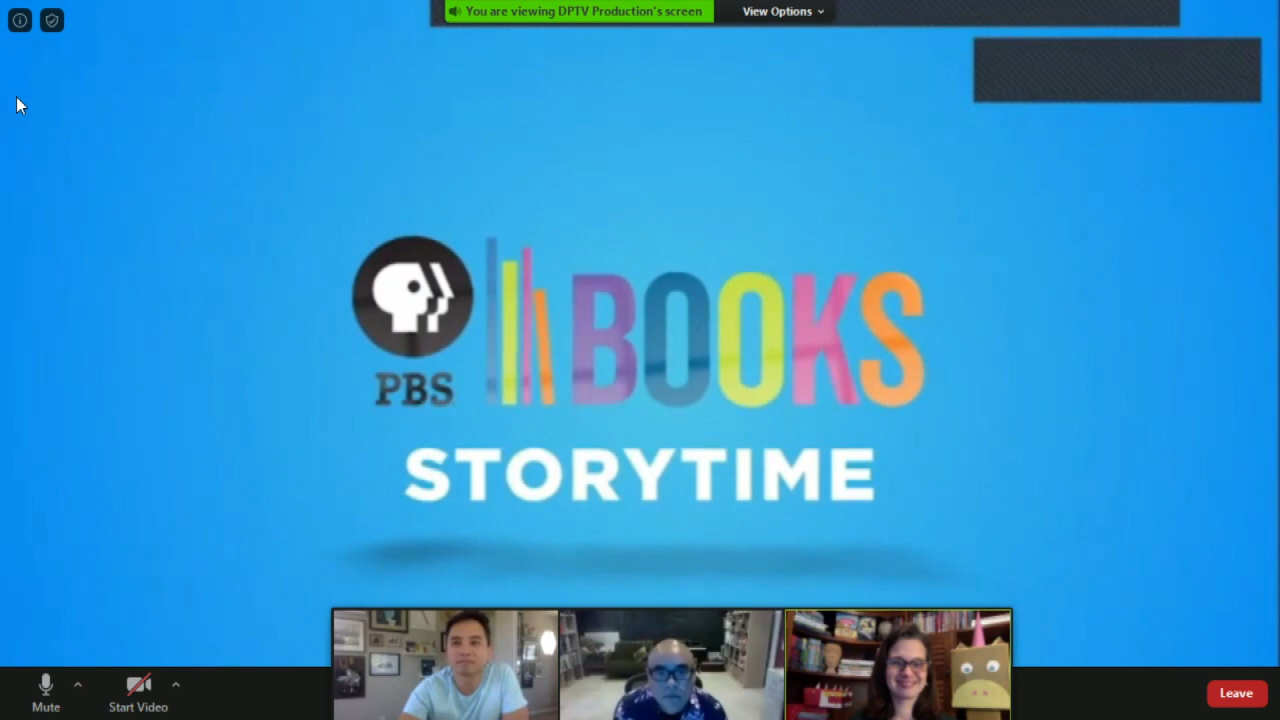 You are viewing DPTV Production's screen
View Options
PBS
BOOKS
STORYTIME
Mute
Start Video
Leave